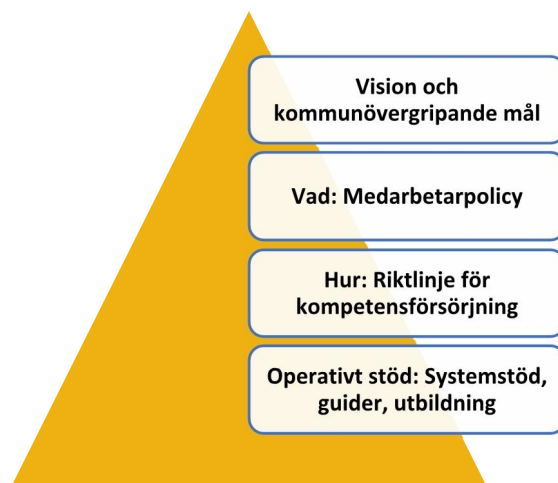 Vision och
kommunövergripande mål
Vad: Medarbetarpolicy
Hur: Riktlinje för
kompetensförsörjning
Operativt stöd: Systemstöd,
guider, utbildning